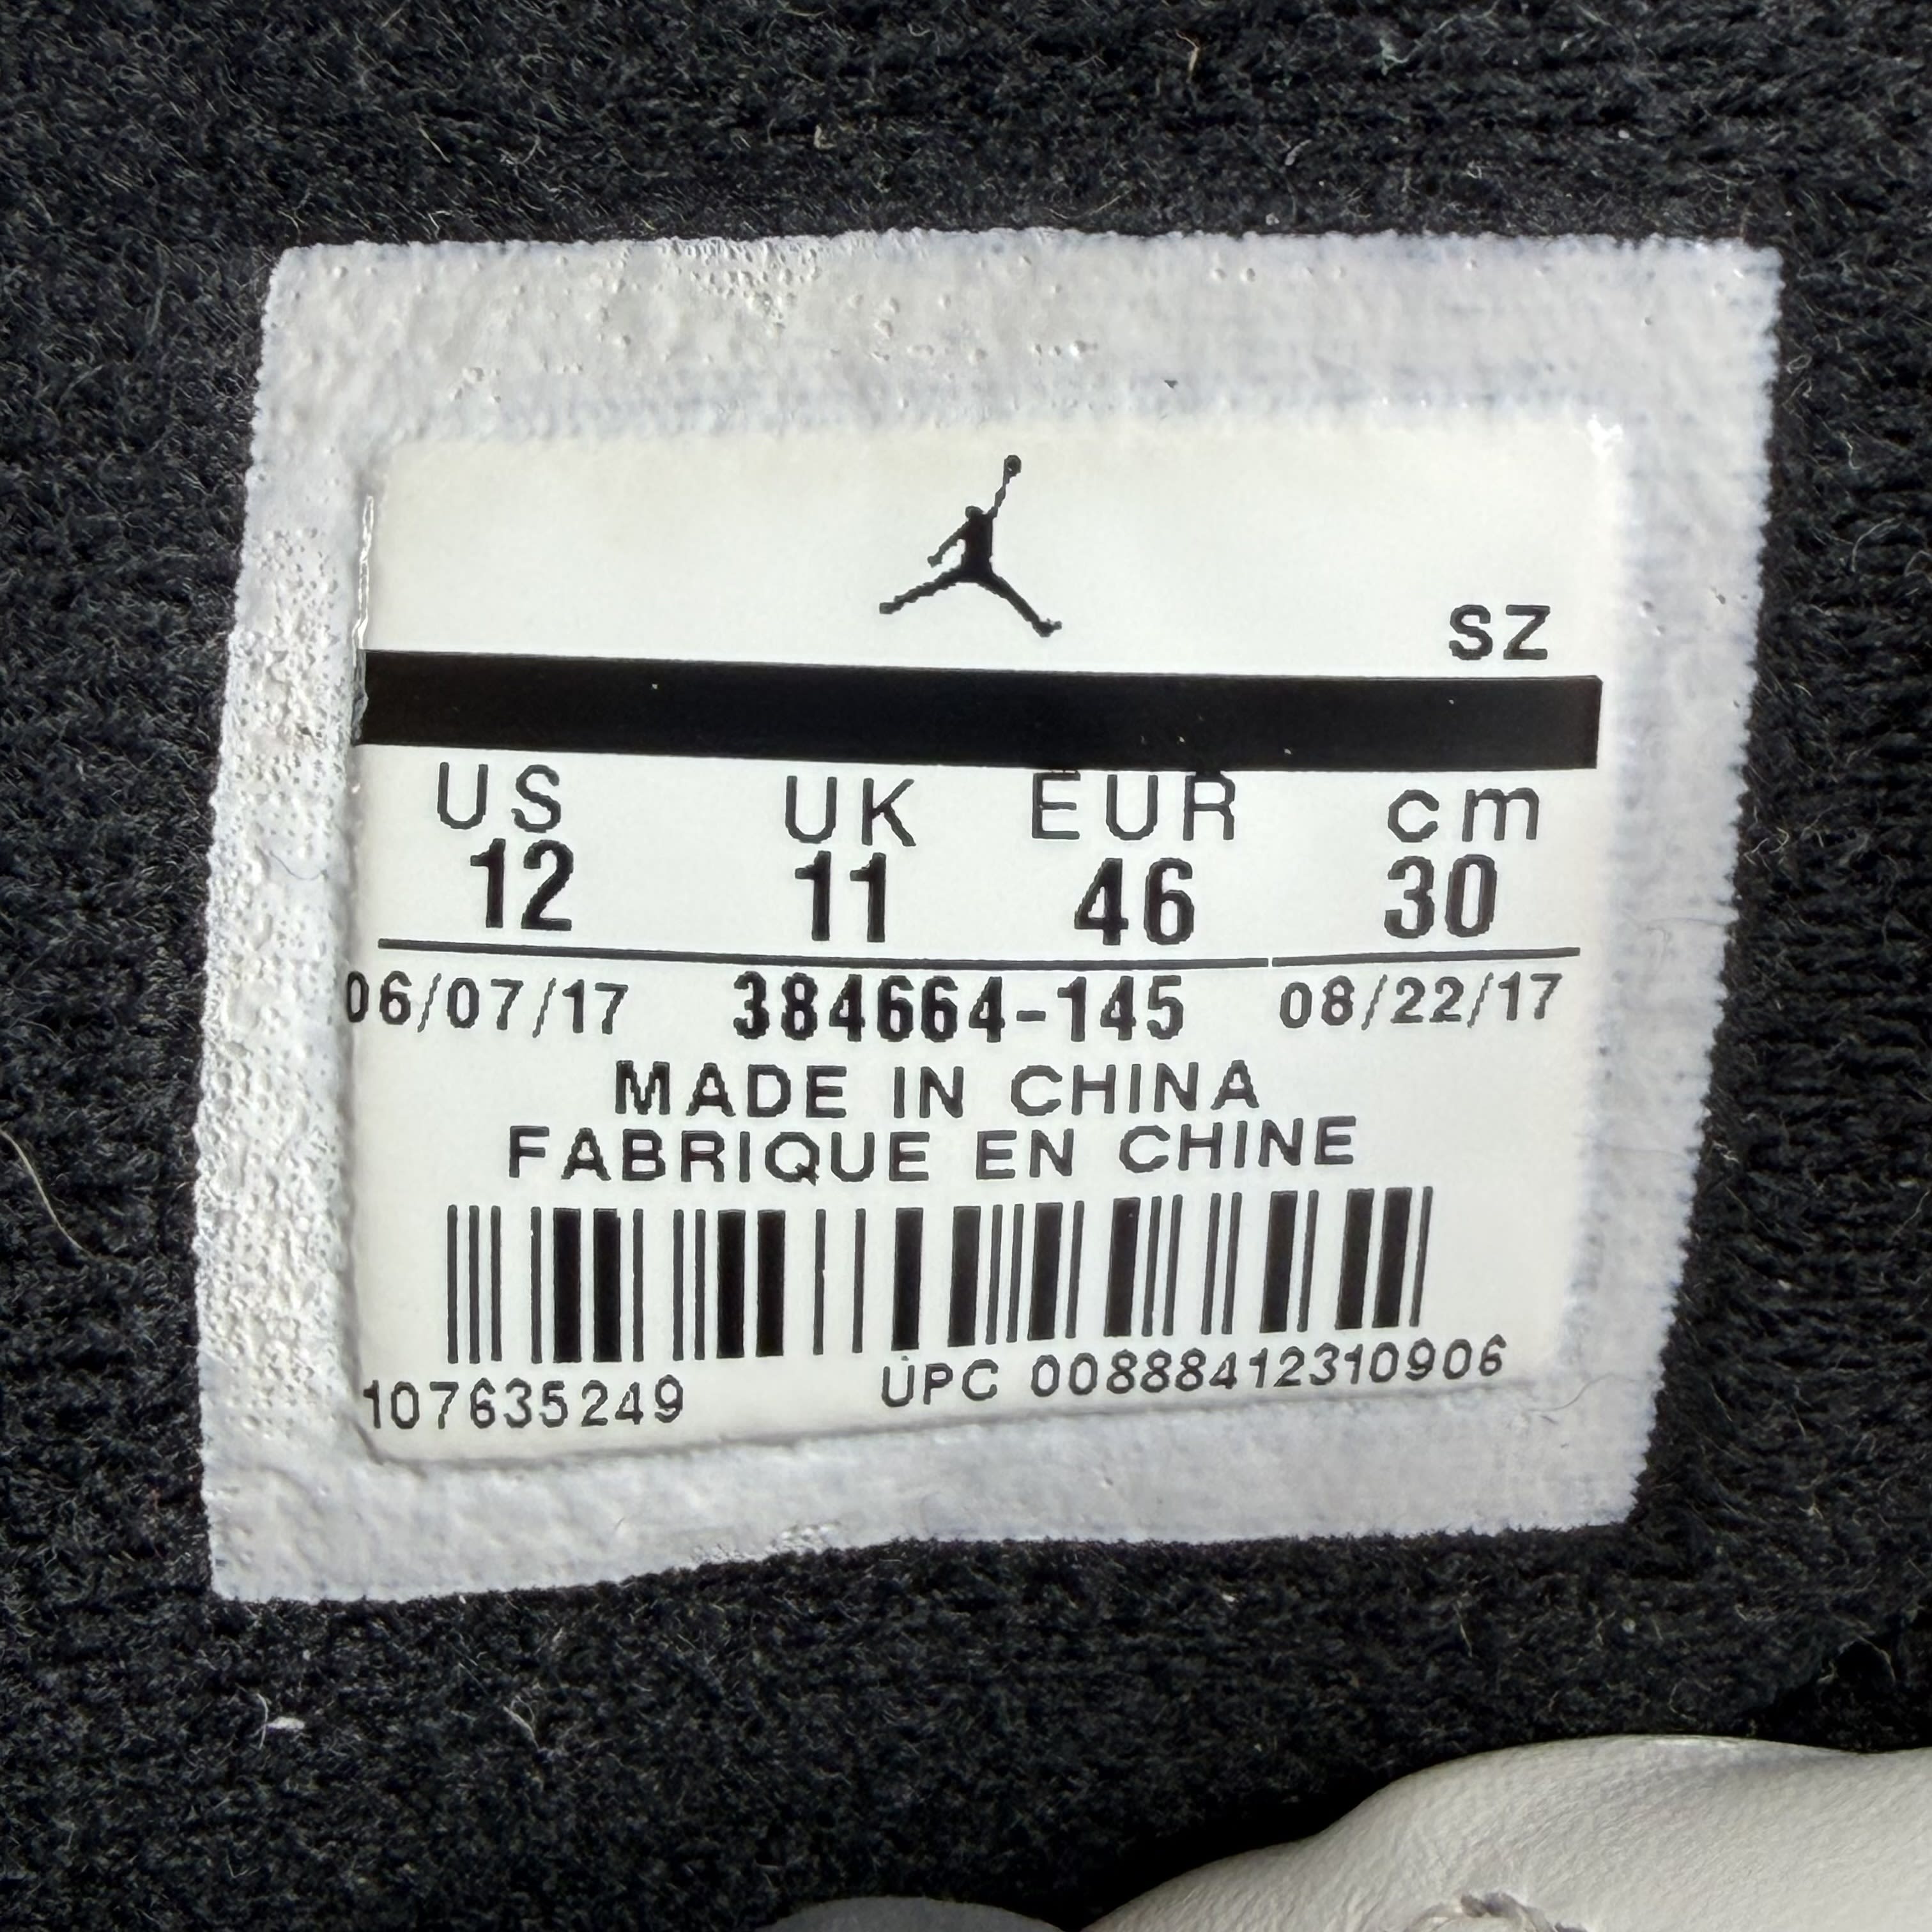 SZ
US UK EUR cm
12 11 46 30
06/07/17 384664-145 08/22/17
MADE IN CHINA
FABRIQUE EN CHINE
107635249 UPC 00888412310906